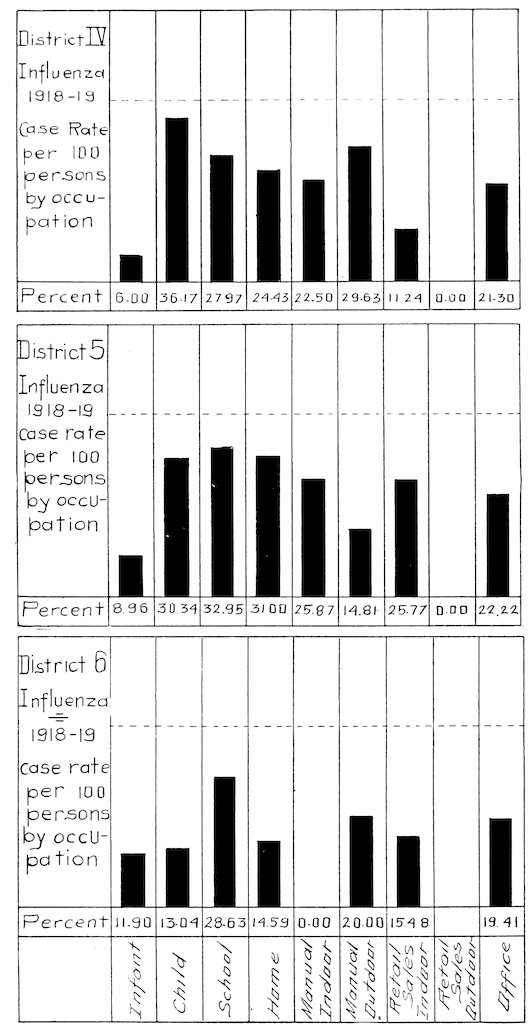 District IV
Influenza
1918-19
Case Rate
per 100
persons
by occu-
pation
Percent 6.00 36.17 27.97 24.43 22.50 29.63 11.24 0.00 21.30
District 5
Influenza
1918-19
Case rate
per 100
persons
by occu-
pation
Percent 8.96 30.34 32.95 31.00 25.87 14.81 25.77 0.00 22.22
District 6
Influenza
1918-19
Case rate
per 100
persons
by occu-
pation
Percent 11.90 13.04 28.63 14.59 0.00 20.00 15.48 19.41
Infant
Child
School
Home
Manual
Indoor
Manual
Outdoor
Retail
Sales
Indoor
Retail
Sales
Outdoor
Office